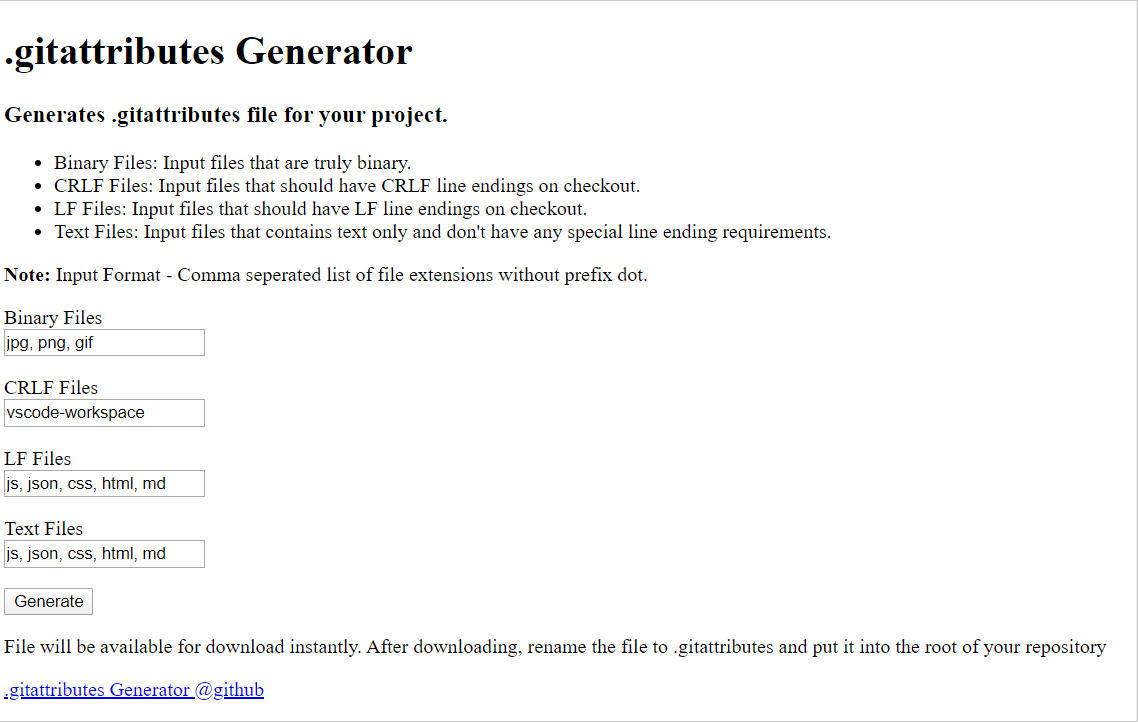 .gitattributes Generator
Generates .gitattributes file for your project.
Binary Files: Input files that are truly binary.
CRLF Files: Input files that should have CRLF line endings on checkout.
LF Files: Input files that should have LF line endings on checkout.
Text Files: Input files that contains text only and don't have any special line ending requirements.
Note: Input Format - Comma seperated list of file extensions without prefix dot.
Binary Files
jpg, png, gif
CRLF Files
vscode-workspace
LF Files
js, json, css, html, md
Text Files
js, json, css, html, md
Generate
File will be available for download instantly. After downloading, rename the file to .gitattributes and put it into the root of your repository
.gitattributes Generator @github